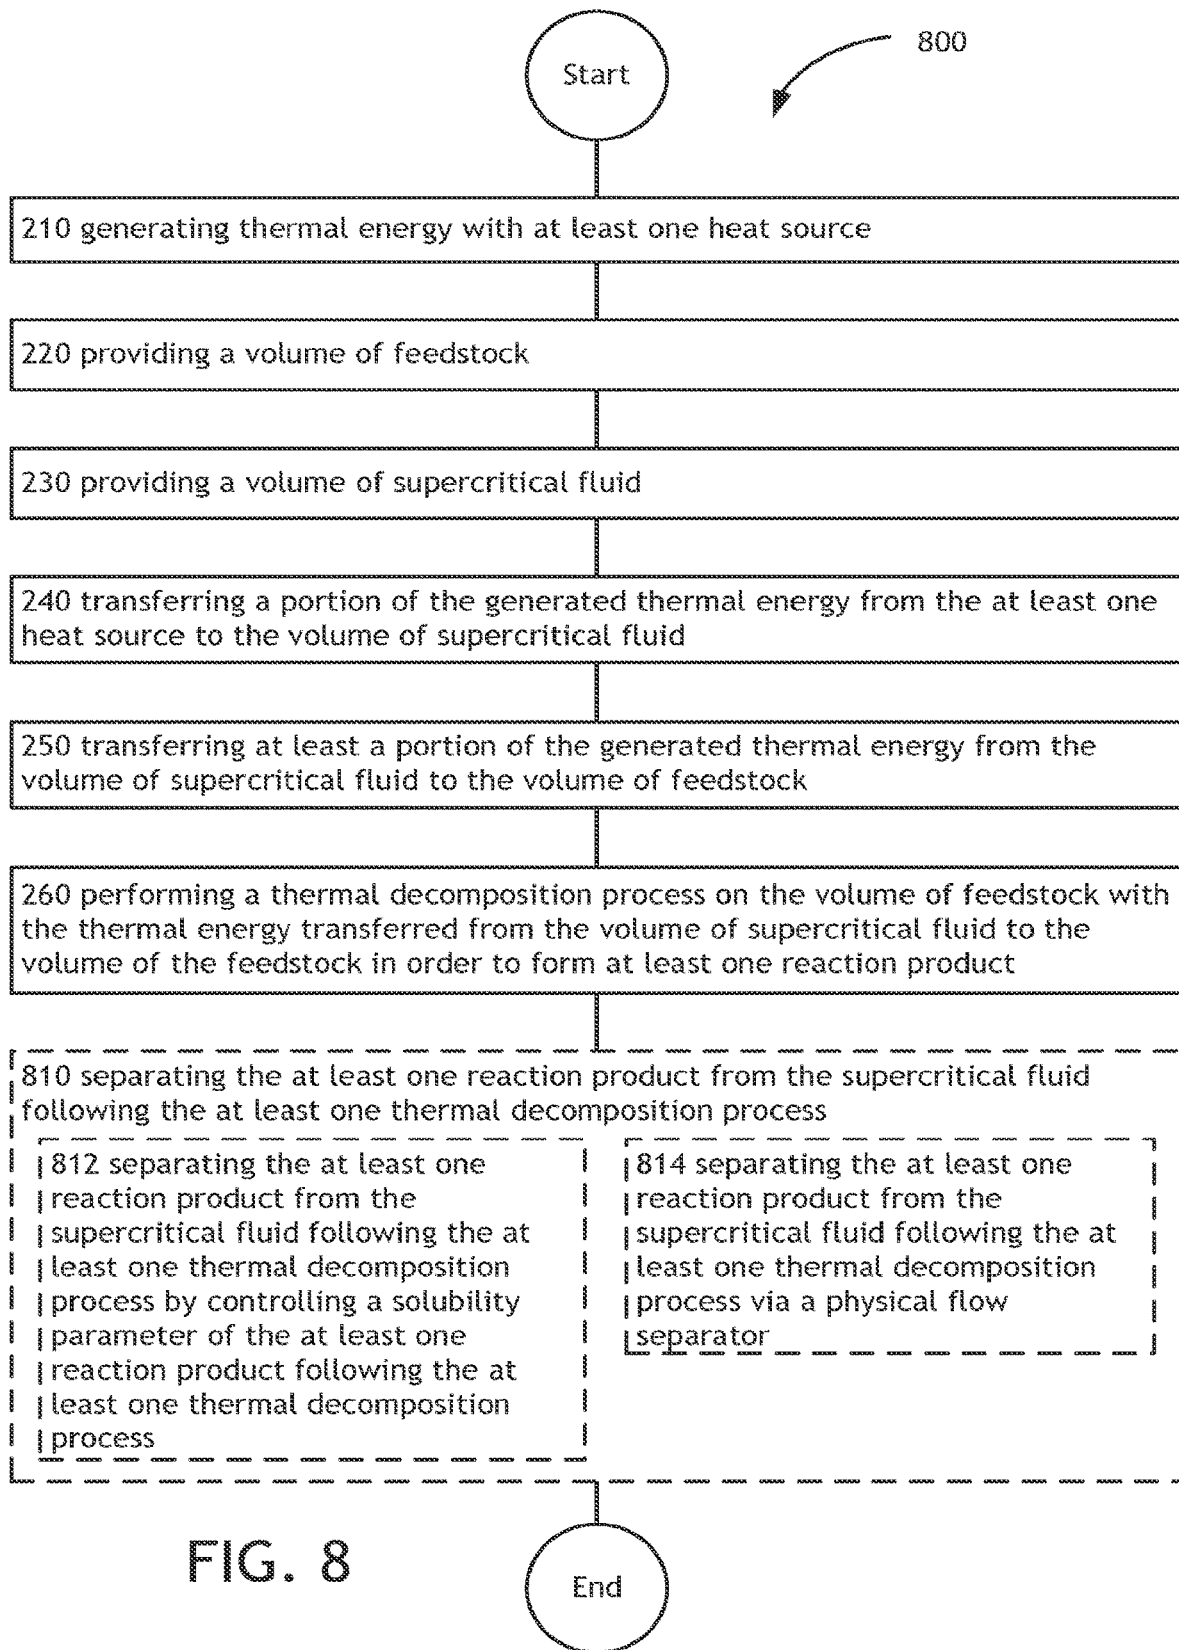 Start
800
210 generating thermal energy with at least one heat source
220 providing a volume of feedstock
230 providing a volume of supercritical fluid
240 transferring a portion of the generated thermal energy from the at least one
heat source to the volume of supercritical fluid
250 transferring at least a portion of the generated thermal energy from the
volume of supercritical fluid to the volume of feedstock
260 performing a thermal decomposition process on the volume of feedstock with
the thermal energy transferred from the volume of supercritical fluid to the
volume of the feedstock in order to form at least one reaction product
810 separating the at least one reaction product from the supercritical fluid
following the at least one thermal decomposition process
812 separating the at least one
reaction product from the
supercritical fluid following the at
least one thermal decomposition
process by controlling a solubility
parameter of the at least one
reaction product following the at
least one thermal decomposition
process
814 separating the at least one
reaction product from the
supercritical fluid following the at
least one thermal decomposition
process via a physical flow
separator
FIG. 8
End